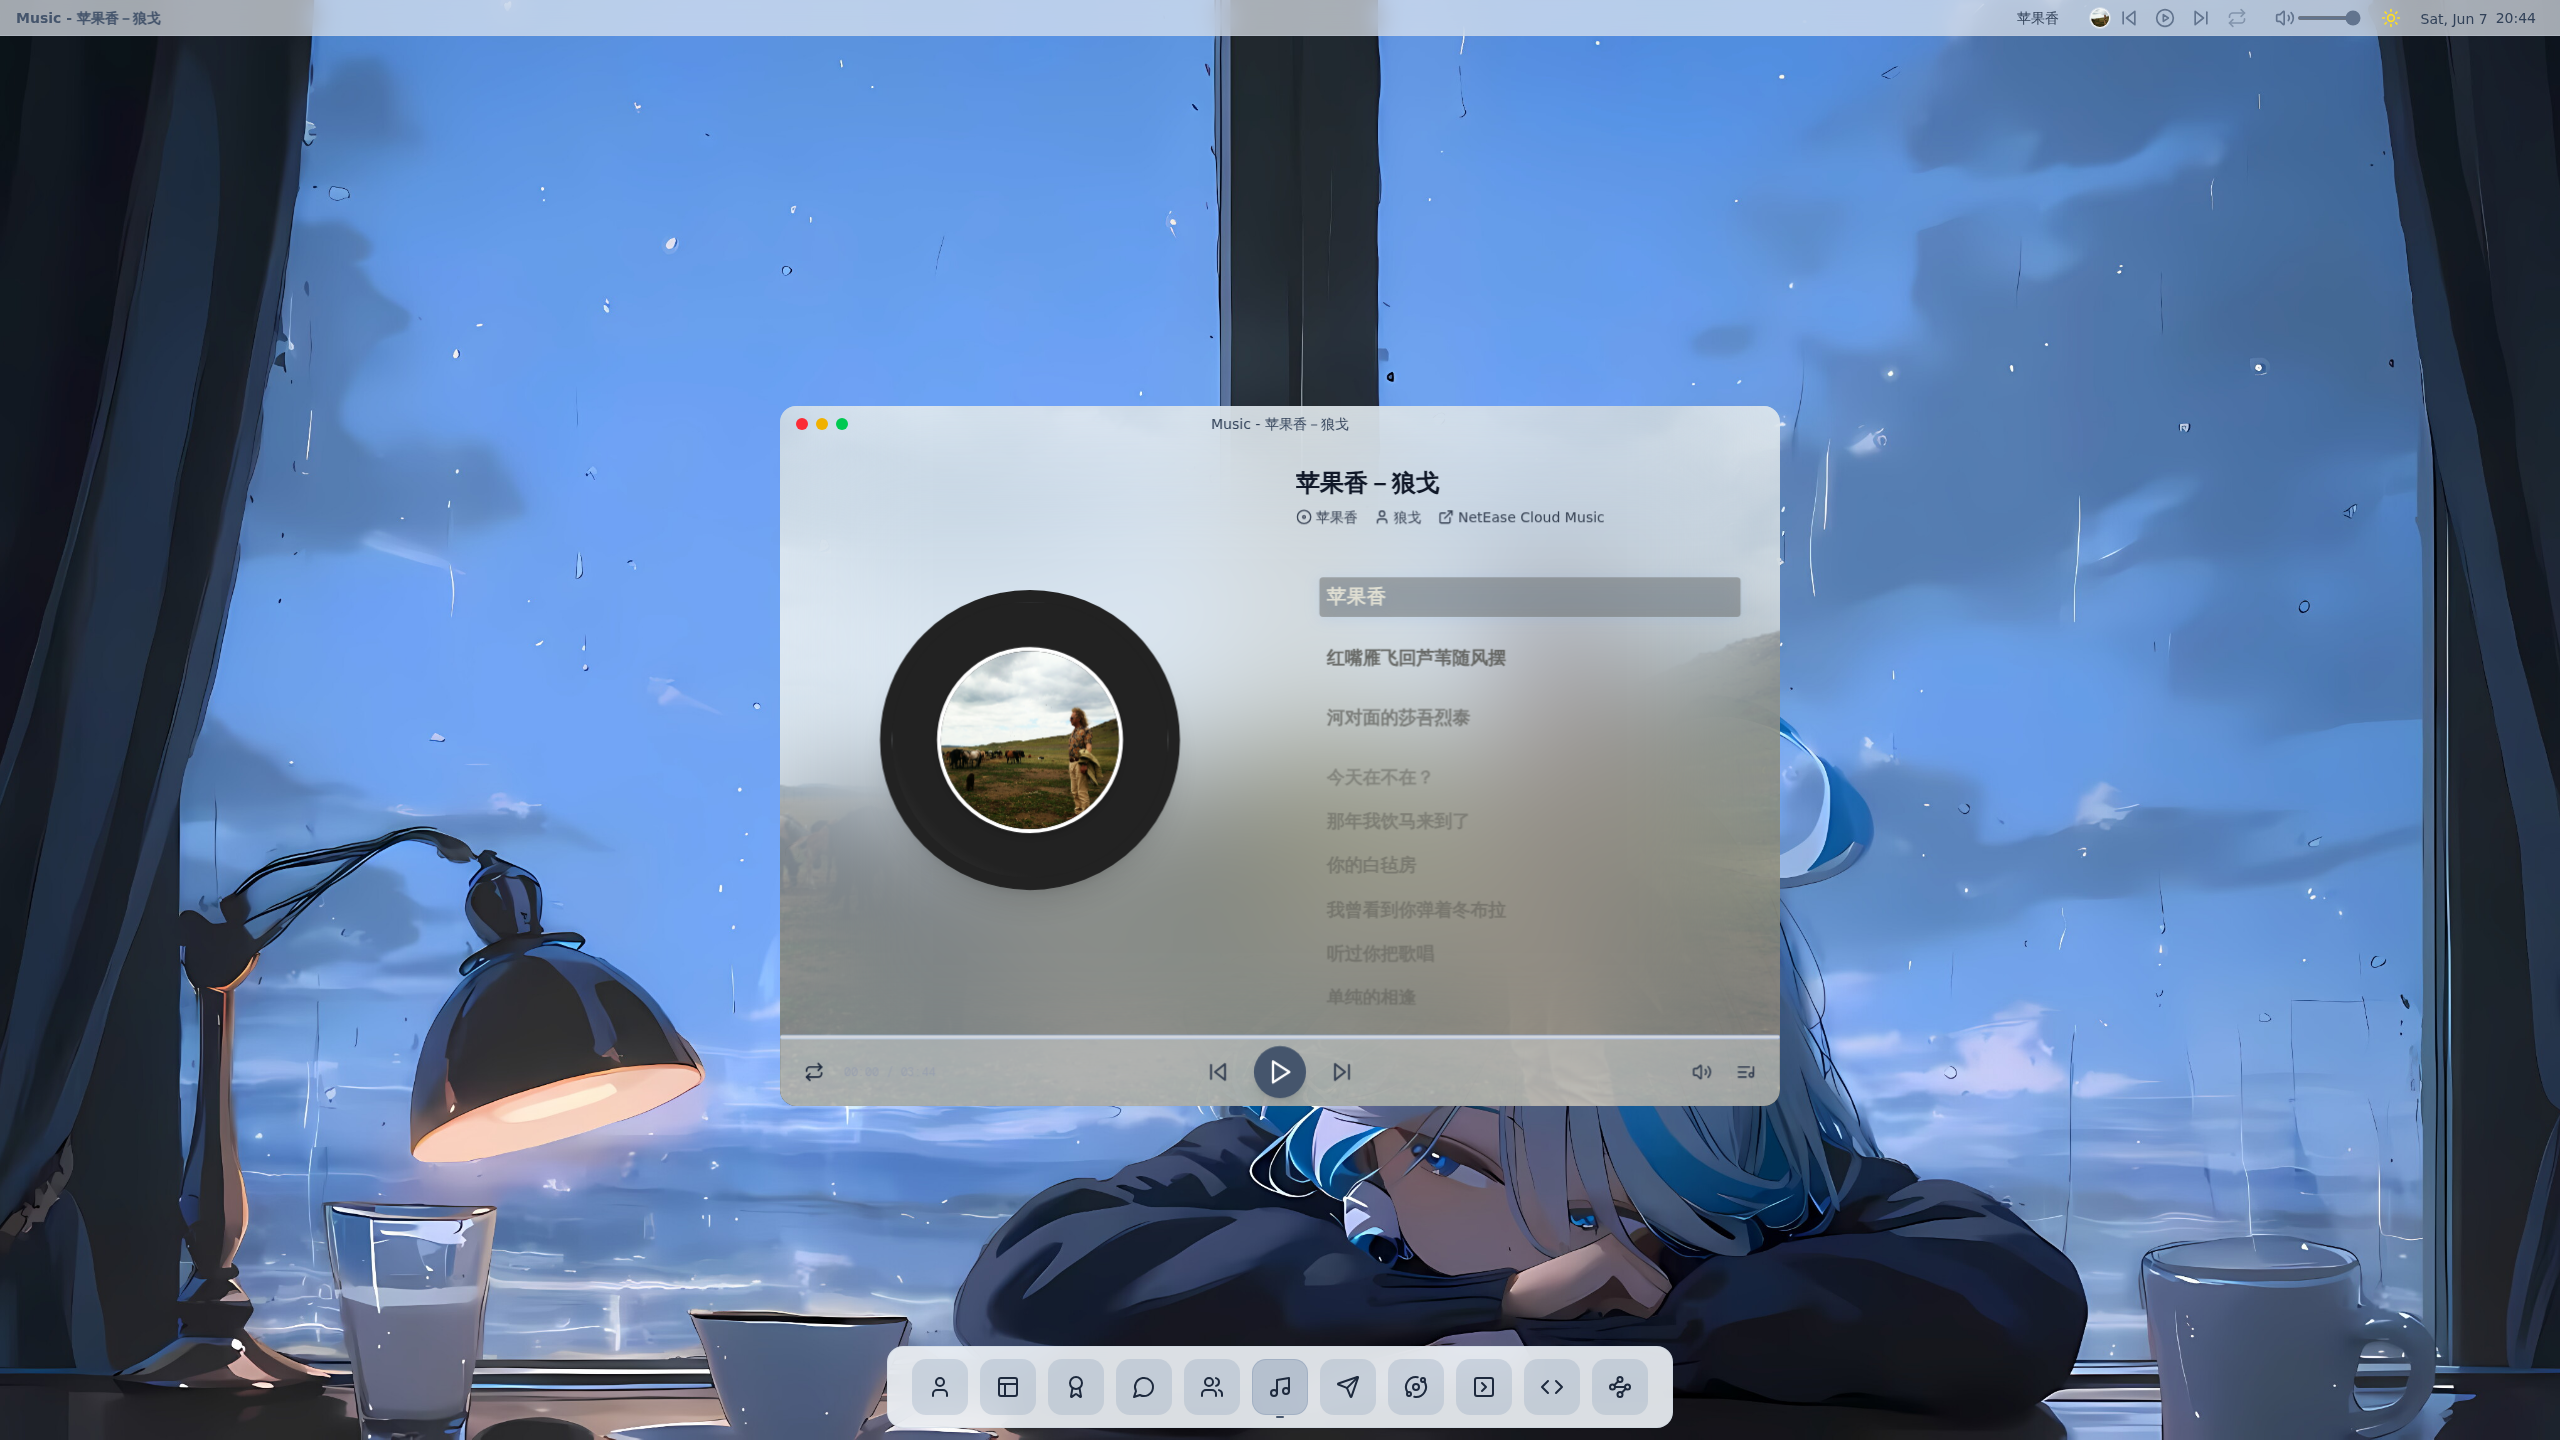 Music - 苹果香 – 狼戈
苹果香
Sat, Jun 7 20:44
Music - 苹果香 – 狼戈
苹果香 – 狼戈
苹果香 狼戈 NetEase Cloud Music
苹果香
红嘴雁飞回芦苇随风摆
河对面的莎吾烈泰
今天在不在？
那年我饮马来到了
你的白毡房
我曾看到你弹着冬布拉
听过你把歌唱
单纯的相逢